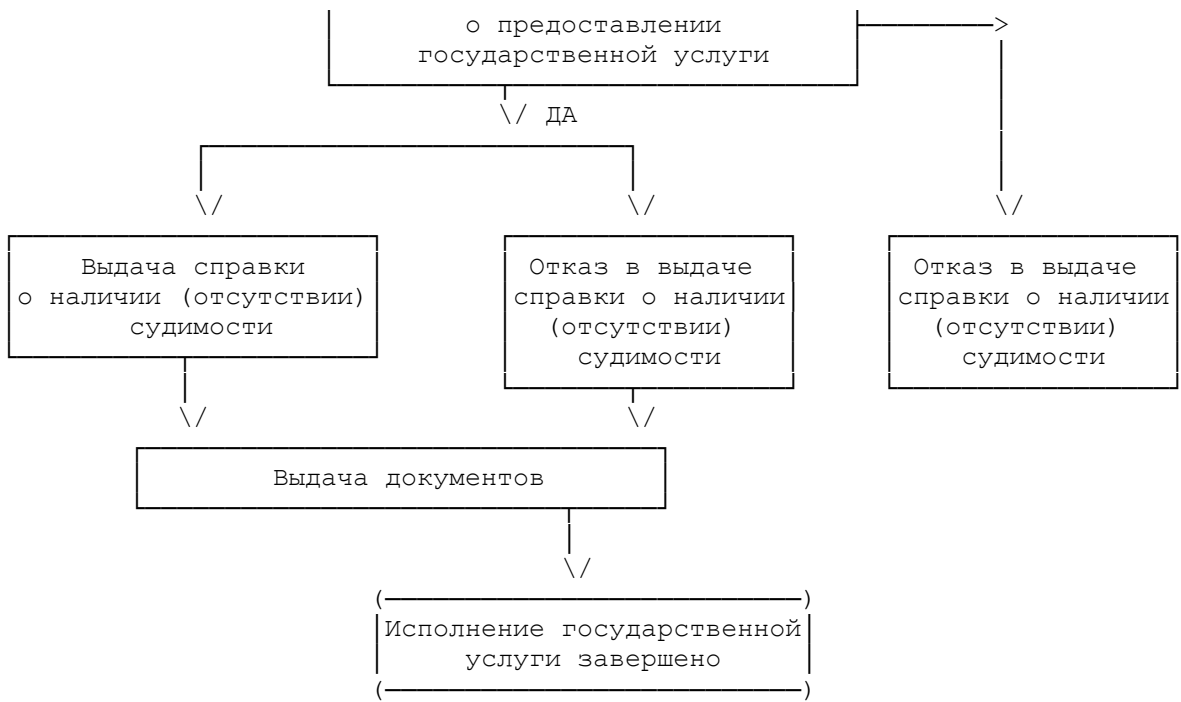 о предоставлении
государственной услуги
ДА
Выдача справки
о наличии (отсутствии)
судимости
Отказ в выдаче
справки о наличии
(отсутствии)
судимости
Отказ в выдаче
справки о наличии
(отсутствии)
судимости
Выдача документов
Исполнение государственной
услуги завершено